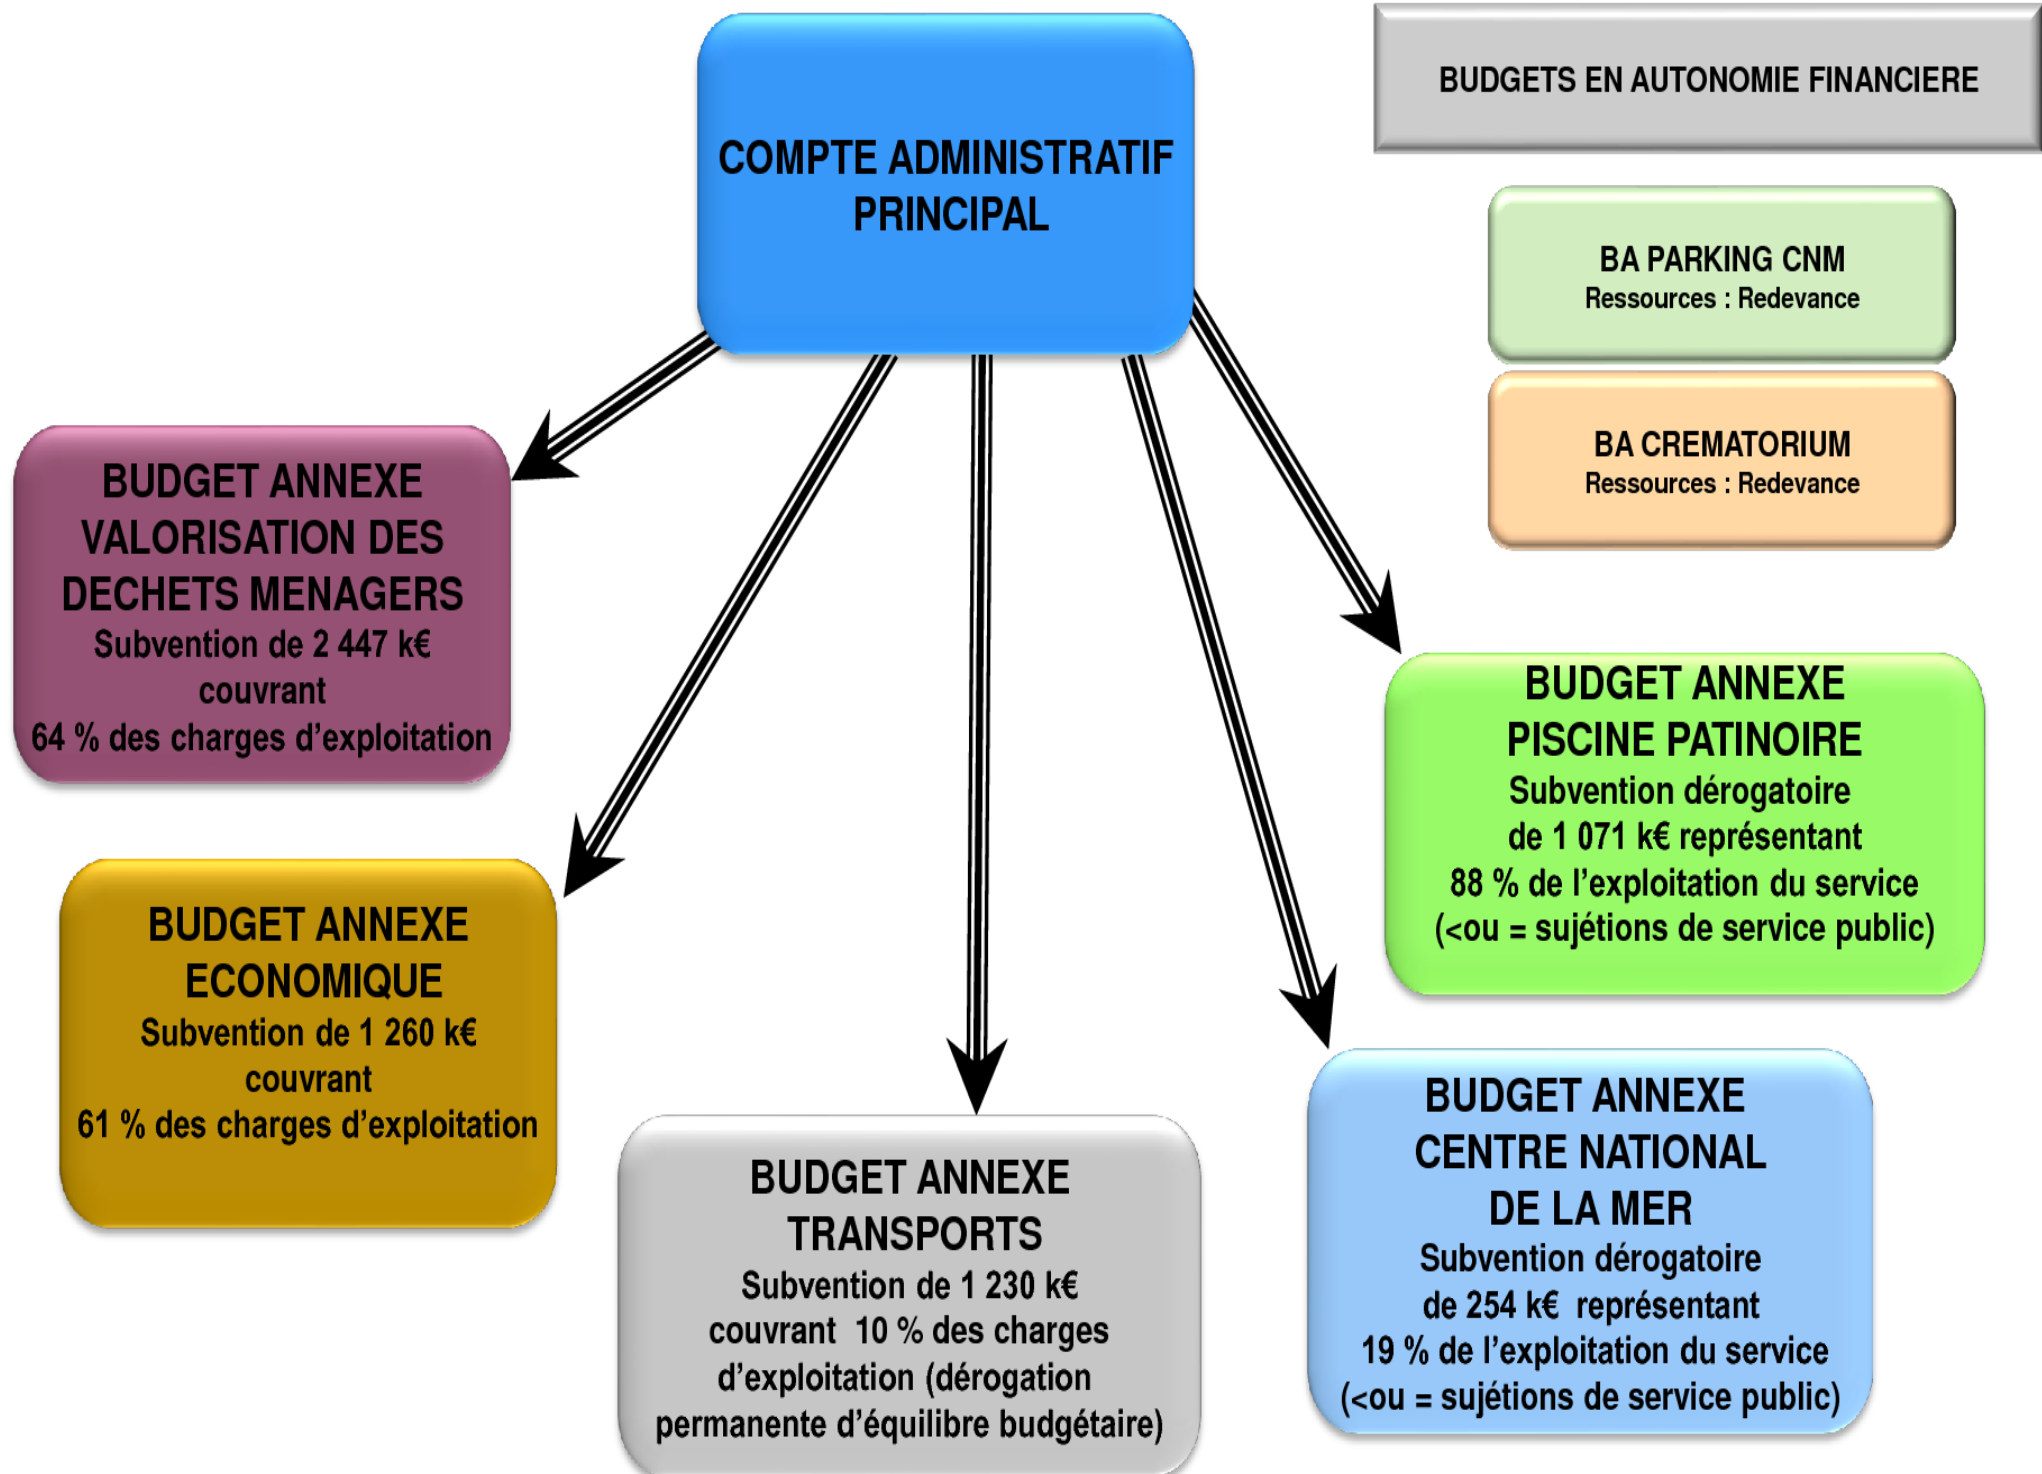 COMPTE ADMINISTRATIF
PRINCIPAL
BUDGETS EN AUTONOMIE FINANCIERE
BA PARKING CNM
Ressources : Redevance
BA CREMATORIUM
Ressources : Redevance
BUDGET ANNEXE
VALORISATION DES
DECHETS MENAGERS
Subvention de 2 447 k€
couvrant
64 % des charges d’exploitation
BUDGET ANNEXE
PISCINE PATINOIRE
Subvention dérogatoire
de 1 071 k€ représentant
88 % de l’exploitation du service
(<ou = sujétions de service public)
BUDGET ANNEXE
ECONOMIQUE
Subvention de 1 260 k€
couvrant
61 % des charges d’exploitation
BUDGET ANNEXE
TRANSPORTS
Subvention de 1 230 k€
couvrant  10 % des charges
d’exploitation (dérogation
permanente d’équilibre budgétaire)
BUDGET ANNEXE
CENTRE NATIONAL
DE LA MER
Subvention dérogatoire
de 254 k€  représentant
19 % de l’exploitation du service
(<ou = sujétions de service public)